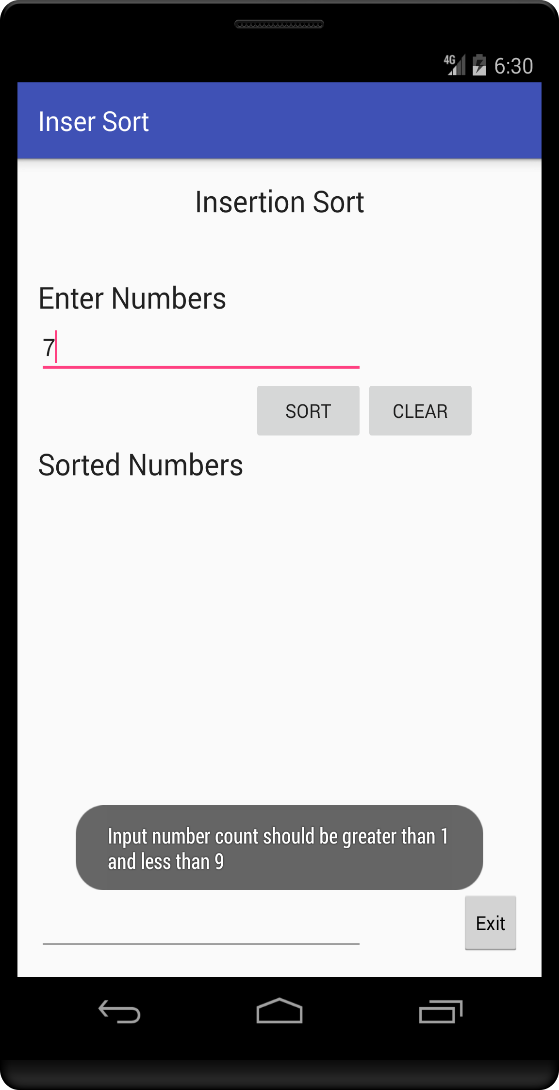 4G 6:30
Inser Sort
Insertion Sort
Enter Numbers
7
SORT CLEAR
Sorted Numbers
Input number count should be greater than 1
and less than 9
Exit